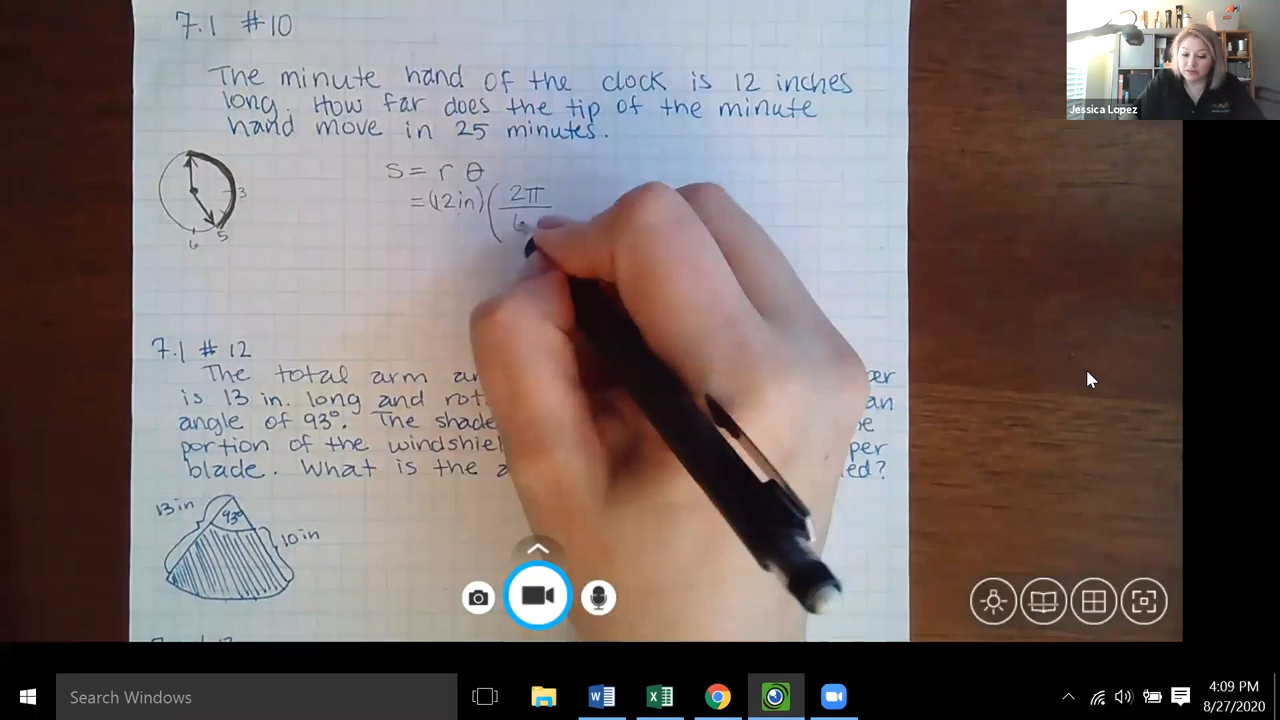 7.1 #10
The minute hand of the clock is 12 inches
long. How far does the tip of the minute
hand move in 25 minutes.
3
6
5
S = r θ
= (12in) ( 2π
6
7.1 # 12
The total arm
is 13 in. long and
angle of 93°. The
an
portion of the
blade. What is the
13 in
93°
10 in
Jessica Lopez
Search Windows
4:09 PM
8/27/2020